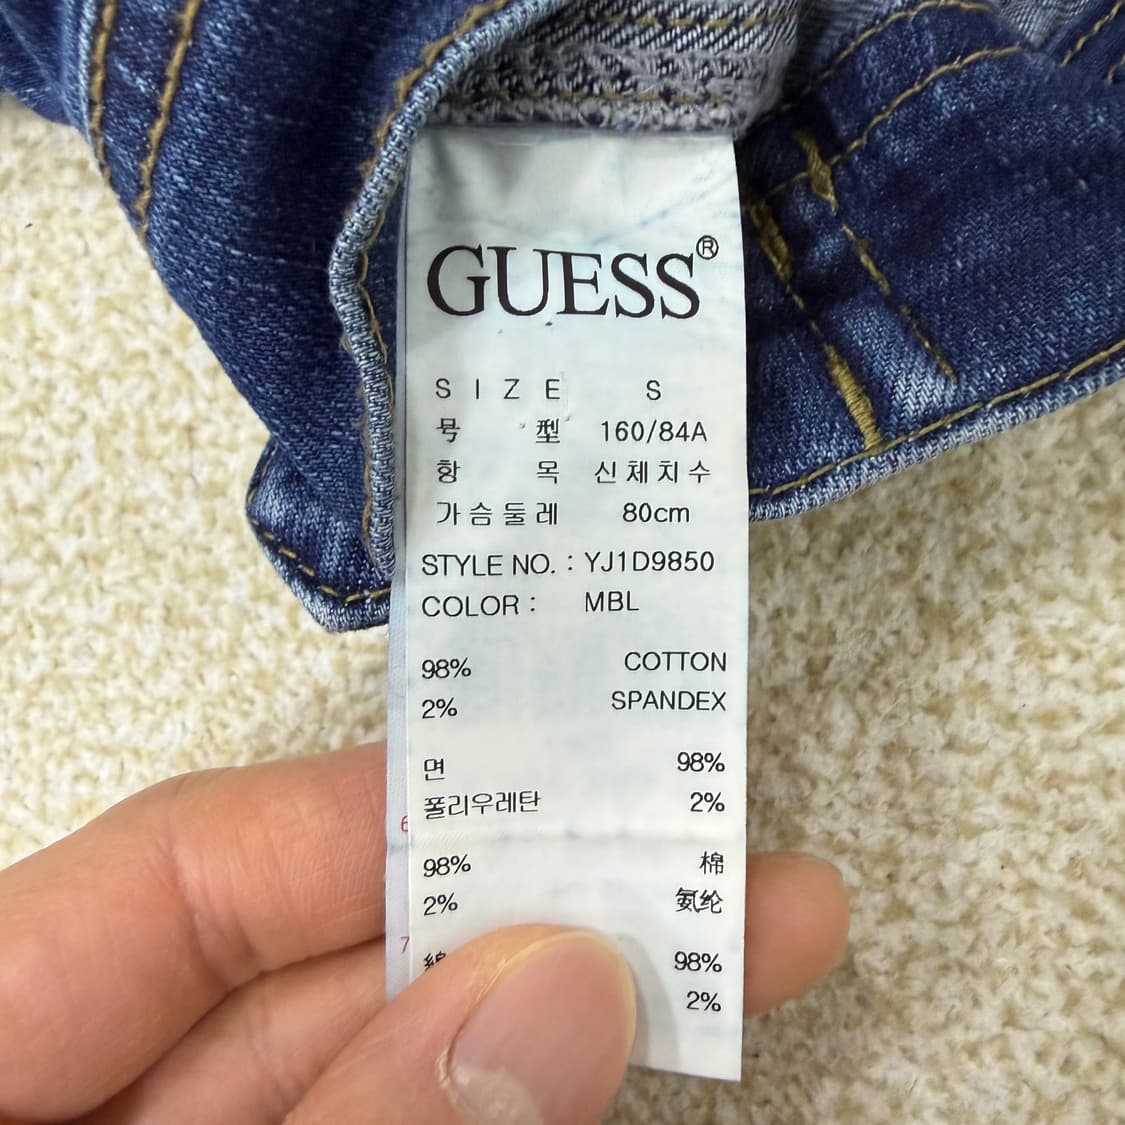 GUESS®
SIZE S
号型 160/84A
항목 신체치수
가슴둘레 80cm
STYLE NO. : YJ1D9850
COLOR : MBL
98% COTTON
2% SPANDEX
면 98%
폴리우레탄 2%
98% 棉
2% 氨纶
98%
2%
6
7